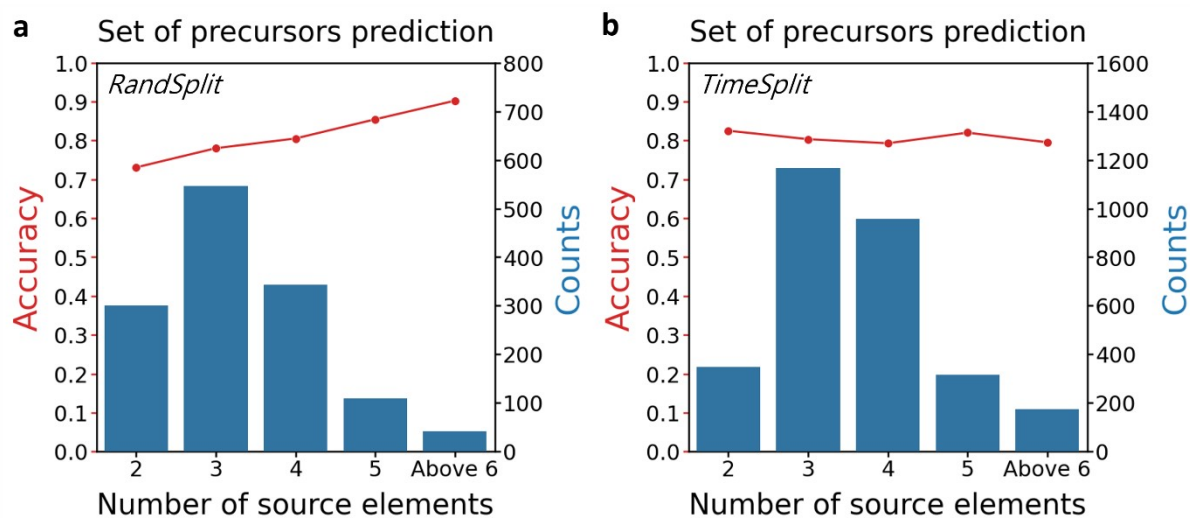 a
Set of precursors prediction
RandSplit
1.0
0.9
0.8
0.7
0.6
0.5
0.4
0.3
0.2
0.1
0.0
Accuracy
800
700
600
500
400
300
200
100
0
Counts
2 3 4 5 Above 6
Number of source elements
b
Set of precursors prediction
TimeSplit
1.0
0.9
0.8
0.7
0.6
0.5
0.4
0.3
0.2
0.1
0.0
Accuracy
1600
1400
1200
1000
800
600
400
200
0
Counts
2 3 4 5 Above 6
Number of source elements